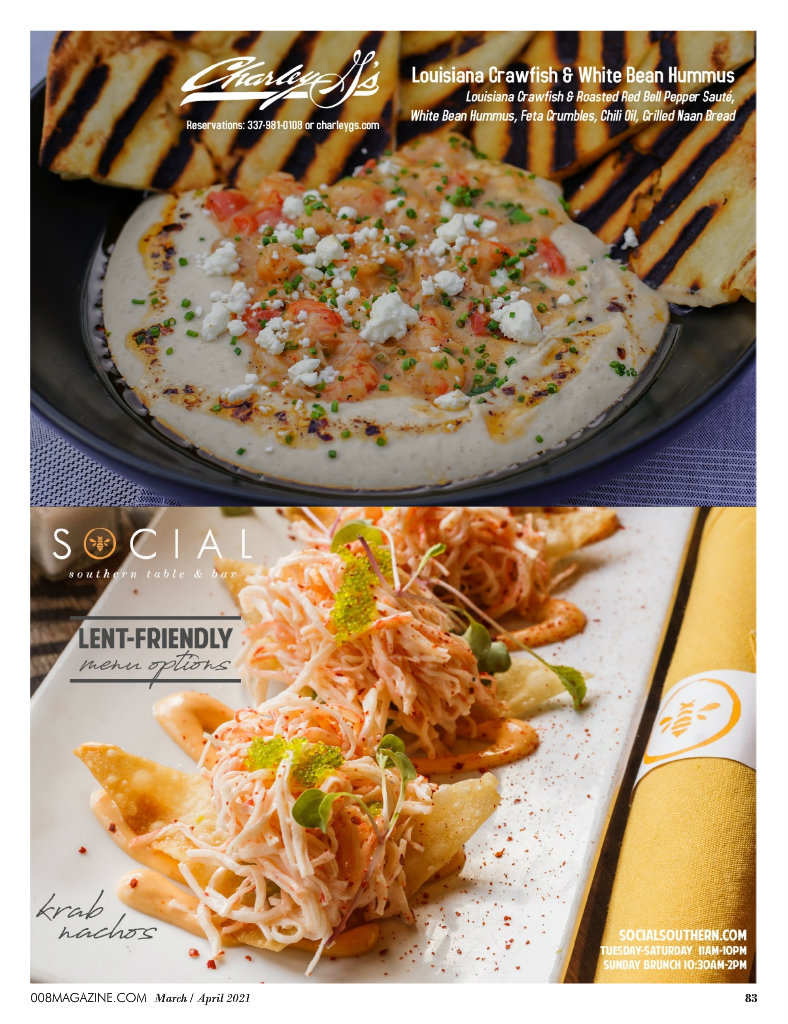 Charley G's
Reservations: 337-981-0108 or charleygs.com
Louisiana Crawfish & White Bean Hummus
Louisiana Crawfish & Roasted Red Bell Pepper Sauté,
White Bean Hummus, Feta Crumbles, Chili Oil, Grilled Naan Bread
SOCIAL
southern table & bar
LENT-FRIENDLY
menu options
krab
nachos
SOCIALSOUTHERN.COM
TUESDAY-SATURDAY 11AM-10PM
SUNDAY BRUNCH 10:30AM-2PM
008MAGAZINE.COM March / April 2021
83